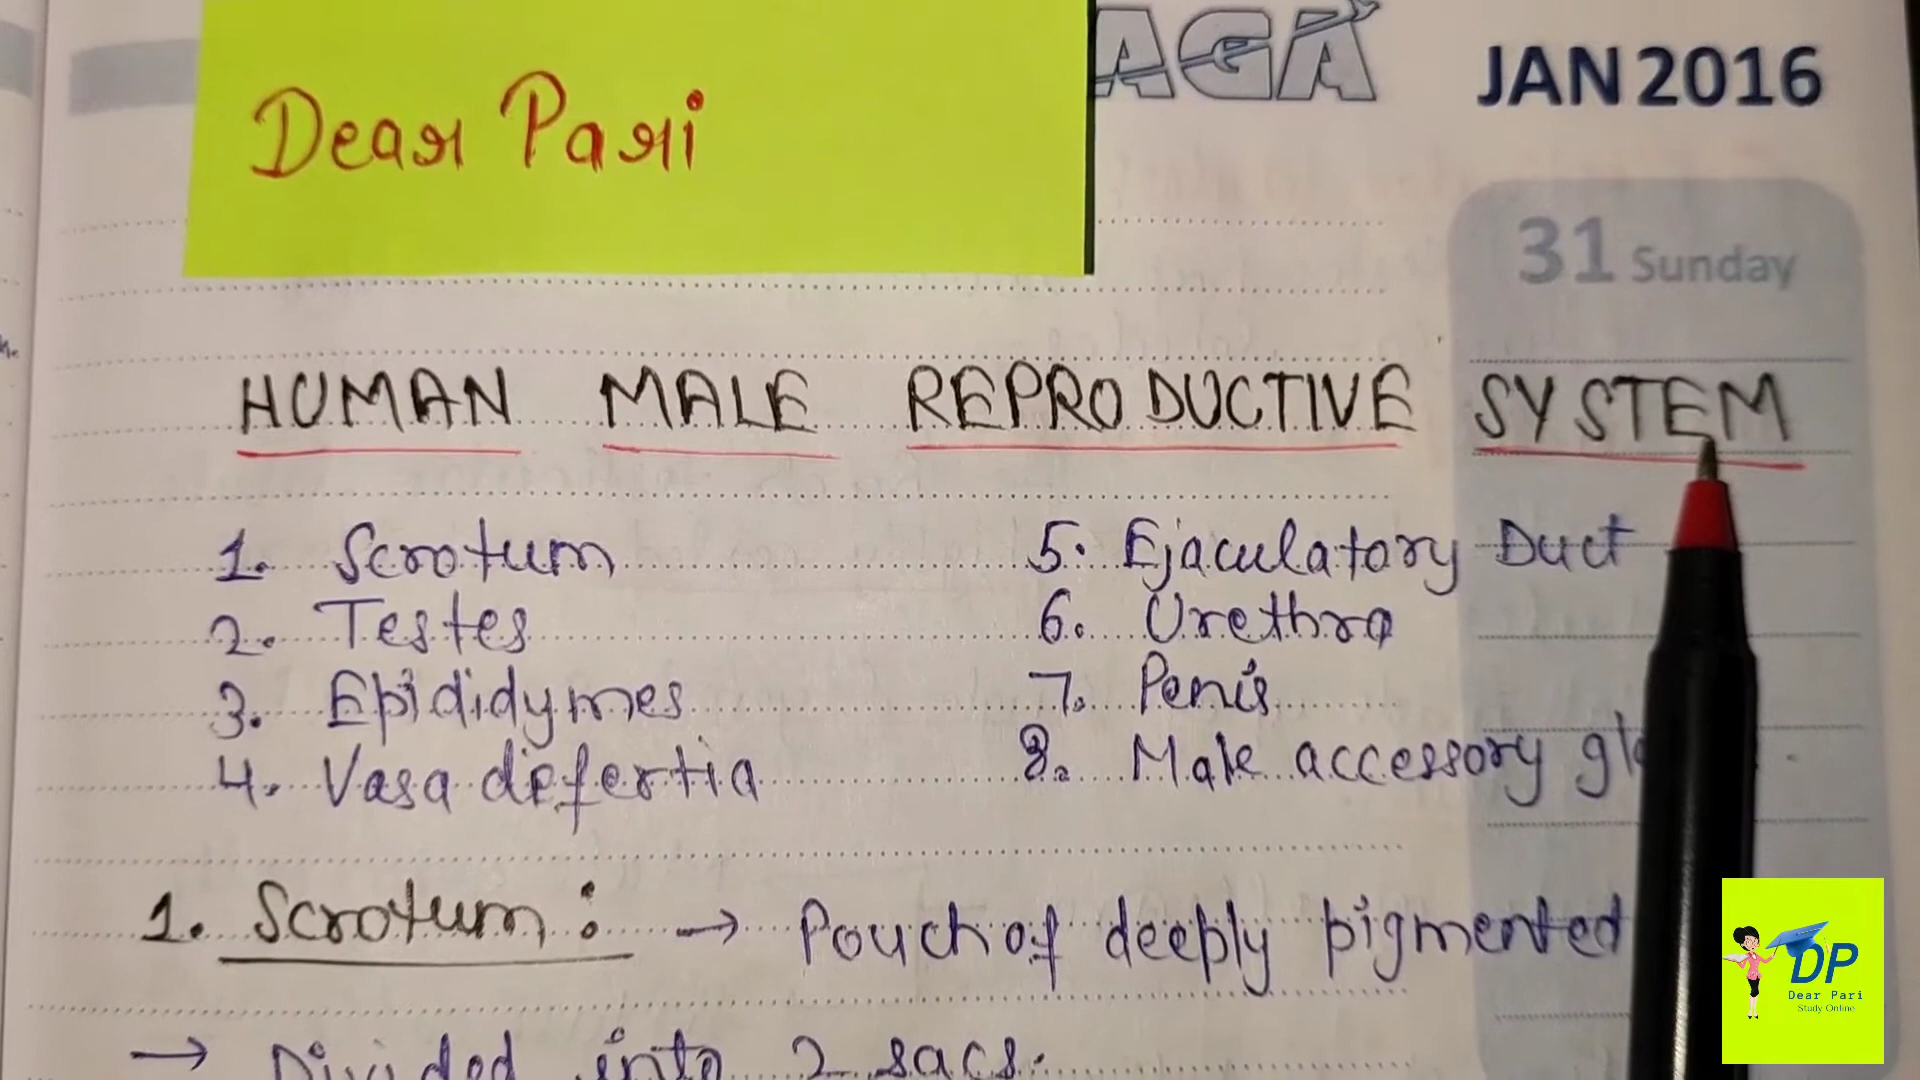 AGA
JAN 2016
Dear Pari
31 Sunday
HUMAN MALE REPRODUCTIVE SYSTEM
1. Scrotum
2. Testes
3. Epididymes
4. Vasa defertia
5. Ejaculatory Duct
6. Urethra
7. Penis
8. Male accessory
1. Scrotum : → Pouch of deeply pigmented
→ Divided into 2 sacs.
DP
Dear Pari
Study Online